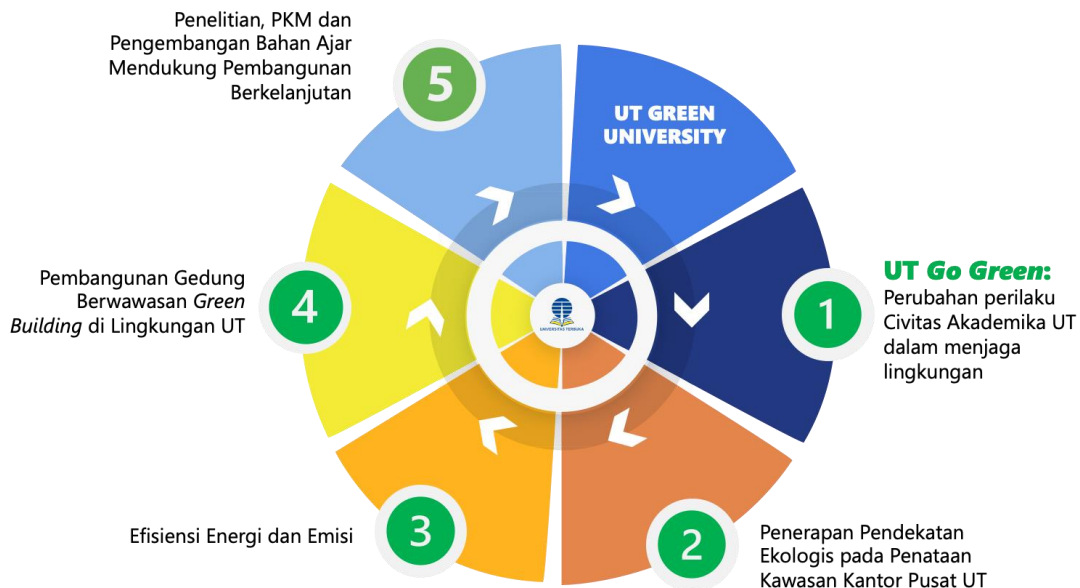 Penelitian, PKM dan
Pengembangan Bahan Ajar
Mendukung Pembangunan
Berkelanjutan
5
UT GREEN
UNIVERSITY
UT Go Green:
Perubahan perilaku
Civitas Akademika UT
dalam menjaga
lingkungan
1
Pembangunan Gedung
Berwawasan Green
Building di Lingkungan UT
4
UNIVERSITAS TERBUKA
Efisiensi Energi dan Emisi
3
2
Penerapan Pendekatan
Ekologis pada Penataan
Kawasan Kantor Pusat UT